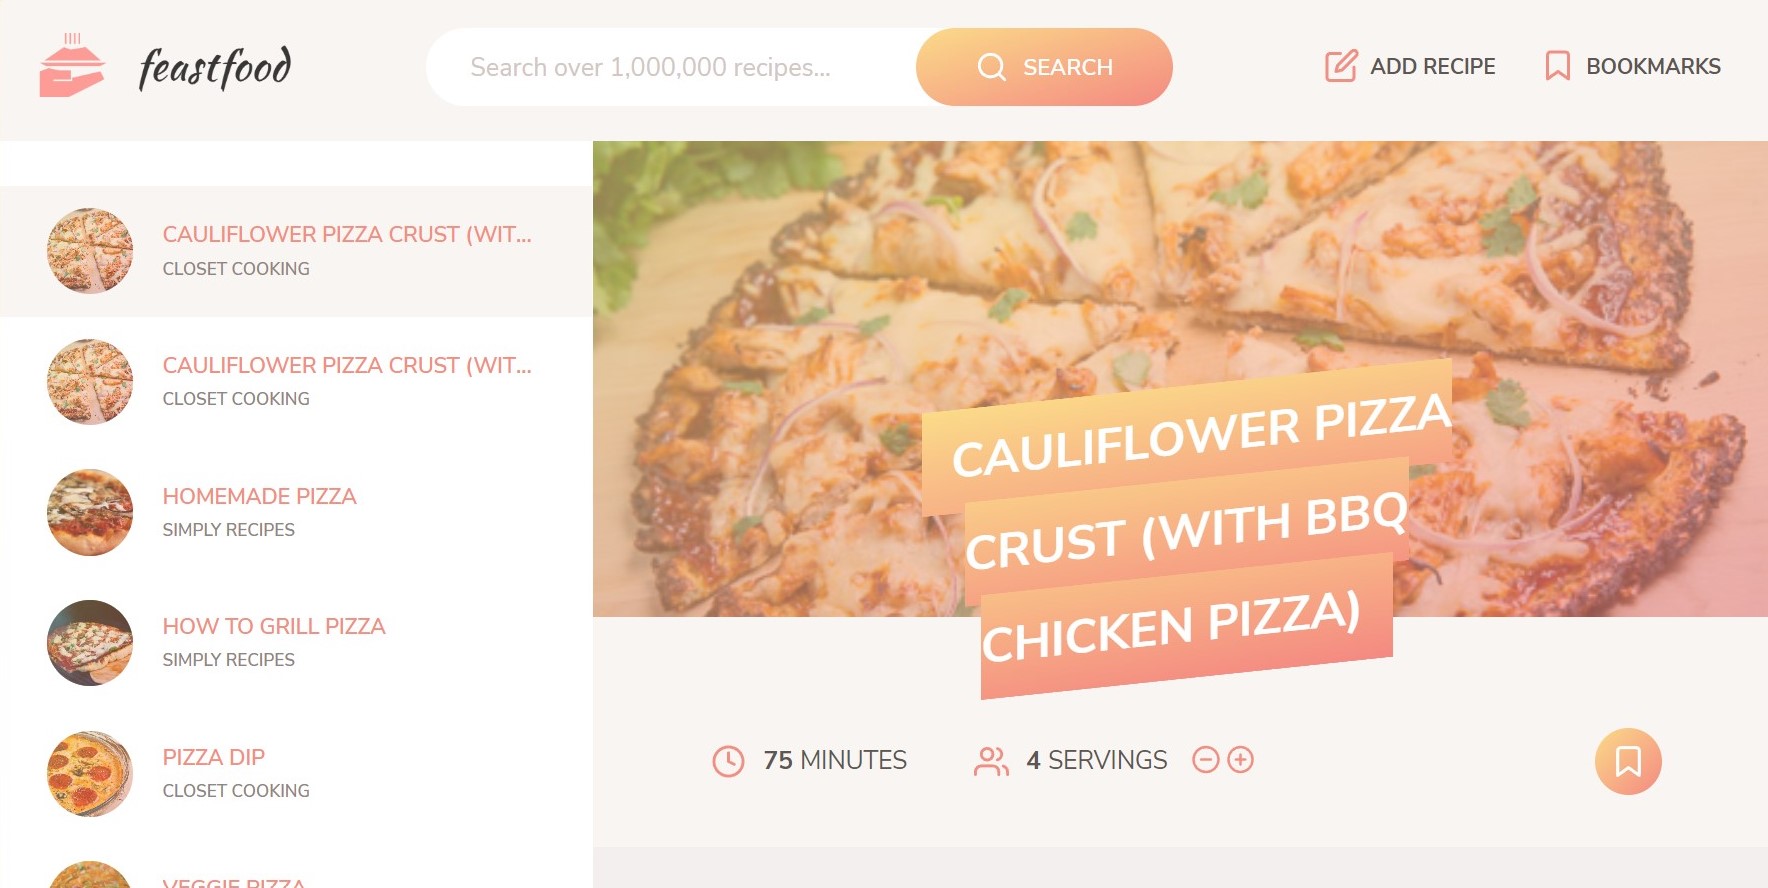 feastfood
Search over 1,000,000 recipes...
SEARCH
ADD RECIPE
BOOKMARKS
CAULIFLOWER PIZZA CRUST (WIT...
CLOSET COOKING
CAULIFLOWER PIZZA CRUST (WIT...
CLOSET COOKING
HOMEMADE PIZZA
SIMPLY RECIPES
HOW TO GRILL PIZZA
SIMPLY RECIPES
PIZZA DIP
CLOSET COOKING
VEGGIE PIZZA
CAULIFLOWER PIZZA
CRUST (WITH BBQ
CHICKEN PIZZA)
75 MINUTES
4 SERVINGS